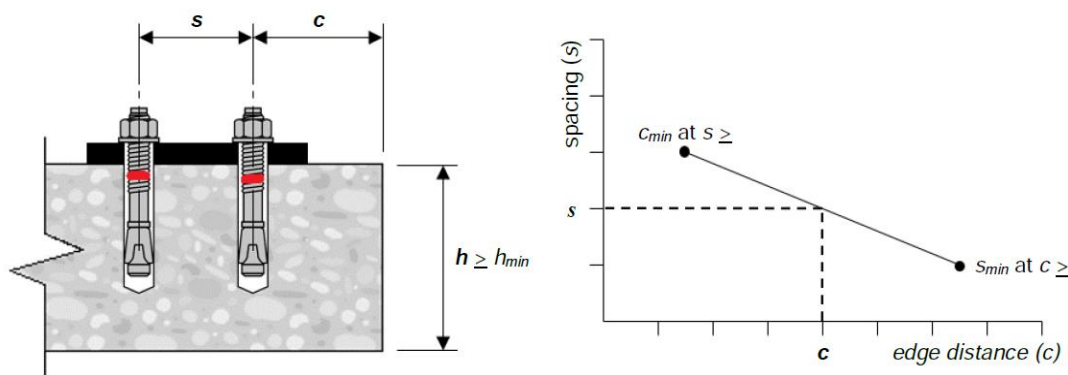 s
c
h ≥ hmin
spacing (s)
cmin at s ≥
s
smin at c ≥
c
edge distance (c)